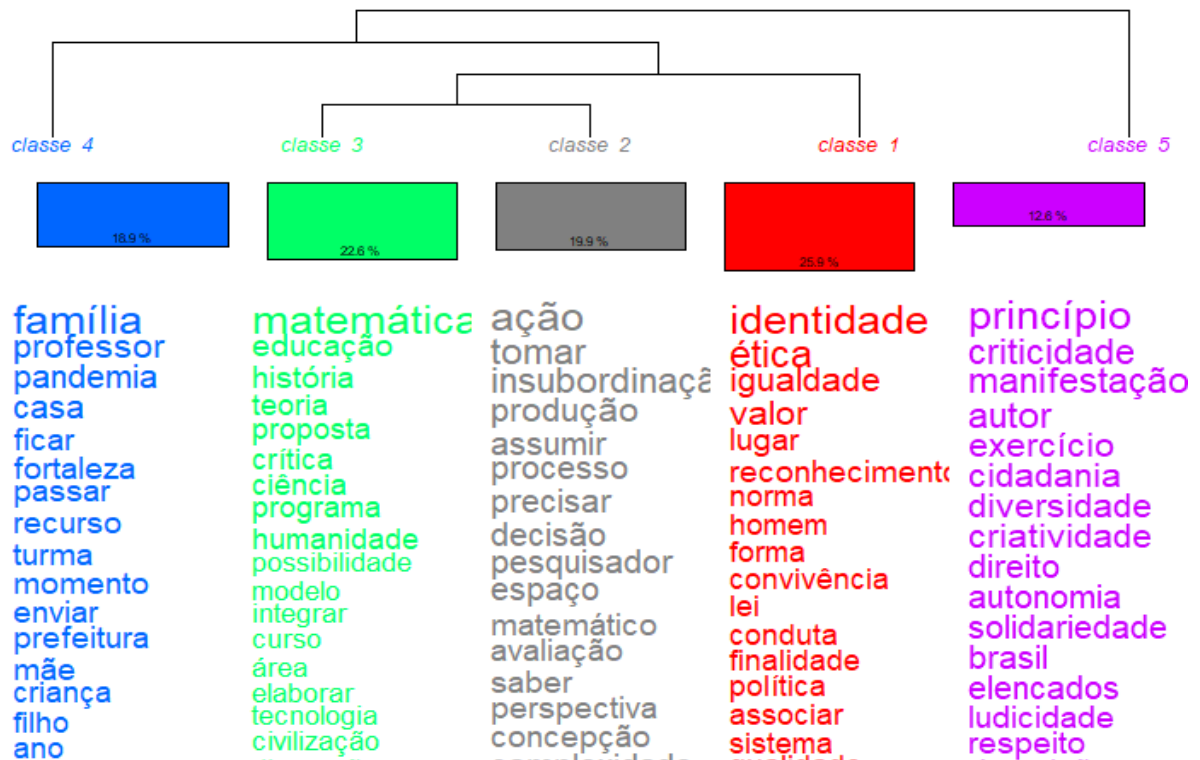 classe 4
classe 3
classe 2
classe 1
classe 5
18.9 %
22.6 %
19.9 %
25.9 %
12.6 %
família
professor
pandemia
casa
ficar
fortaleza
passar
recurso
turma
momento
enviar
prefeitura
mãe
criança
filho
ano
matemática
educação
história
teoria
proposta
crítica
ciência
programa
humanidade
possibilidade
modelo
integrar
curso
área
elaborar
tecnologia
civilização
ação
tomar
insubordinaçã
produção
assumir
processo
precisar
decisão
pesquisador
espaço
matemático
avaliação
saber
perspectiva
concepção
identidade
ética
igualdade
valor
lugar
reconhecimento
norma
homem
forma
convivência
lei
conduta
finalidade
política
associar
sistema
princípio
criticidade
manifestação
autor
exercício
cidadania
diversidade
criatividade
direito
autonomia
solidariedade
brasil
elencados
ludicidade
respeito